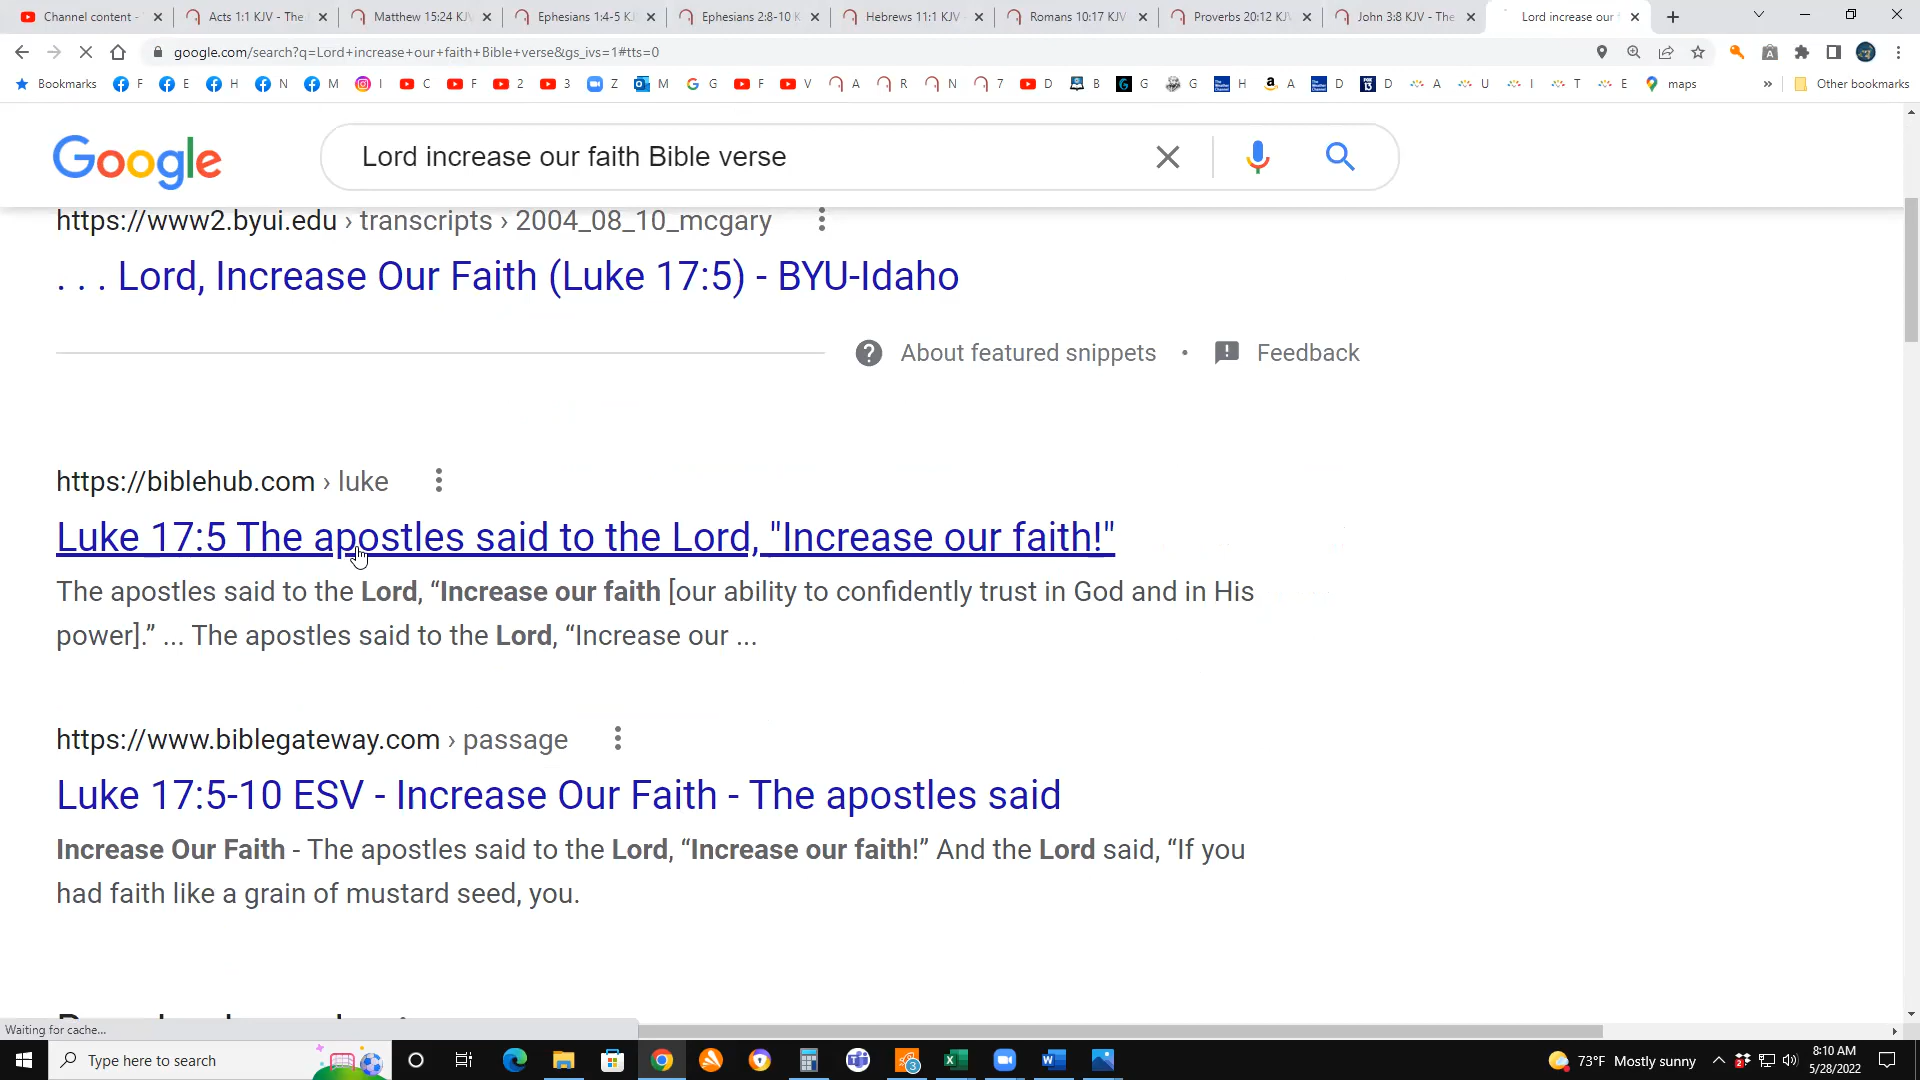 Channel content -
Acts 1:1 KJV - The
Matthew 15:24 KJV
Ephesians 1:4-5 KJ
Ephesians 2:8-10 K
Hebrews 11:1 KJV -
Romans 10:17 KJV
Proverbs 20:12 KJV
John 3:8 KJV - The
Lord increase our
google.com/search?q=Lord+increase+our+faith+Bible+verse&gs_ivs=1#tts=0
Bookmarks F E H N M I C F 2 3 Z M G F V A R N 7 D B G G H A D D A U I T E maps » Other bookmarks
Google
Lord increase our faith Bible verse
https://www2.byui.edu › transcripts › 2004_08_10_mcgary
. . . Lord, Increase Our Faith (Luke 17:5) - BYU-Idaho
About featured snippets • Feedback
https://biblehub.com › luke
Luke 17:5 The apostles said to the Lord, "Increase our faith!"
The apostles said to the Lord, “Increase our faith [our ability to confidently trust in God and in His
power].” ... The apostles said to the Lord, “Increase our ...
https://www.biblegateway.com › passage
Luke 17:5-10 ESV - Increase Our Faith - The apostles said
Increase Our Faith - The apostles said to the Lord, “Increase our faith!” And the Lord said, “If you
had faith like a grain of mustard seed, you.
Waiting for cache...
Type here to search
73°F Mostly sunny
8:10 AM
5/28/2022